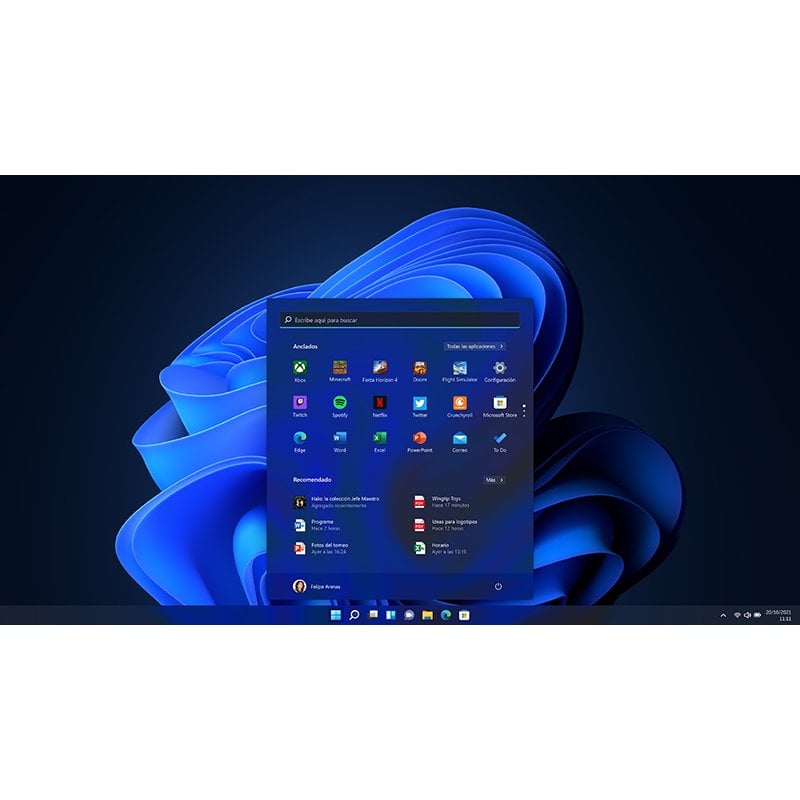 Escribe aquí para buscar
Anclados
Todas las aplicaciones >
Xbox Minecraft Forza Horizon 4 Doom Flight Simulator Configuración
Twitch Spotify Netflix Twitter Crunchyroll Microsoft Store
Edge Word Excel PowerPoint Correo To Do
Recomendado
Más >
Halo: la colección Jefe Maestro
Agregado recientemente
Wingtip Toys
Hace 17 minutos
Programa
Hace 2 horas
Ideas para logotipos
Hace 12 horas
Fotos del torneo
Ayer a las 16:24
Horario
Ayer a las 13:15
Felipe Arenas
20/10/2021
11:11